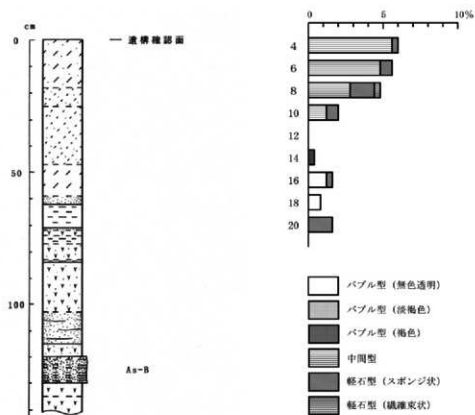 cm
0
遺構確認面
50
100
As-B
0 5 10%
4
6
8
10
12
14
16
18
20
バブル型(無色透明)
バブル型(淡褐色)
バブル型(褐色)
中間型
軽石型(スポンジ状)
軽石型(繊維束状)